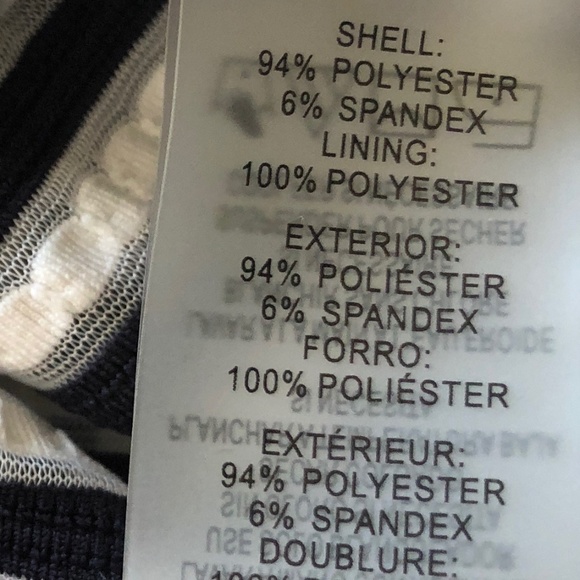 SHELL:
94% POLYESTER
6% SPANDEX
LINING:
100% POLYESTER
EXTERIOR:
94% POLIÉSTER
6% SPANDEX
FORRO:
100% POLIÉSTER
EXTÉRIEUR:
94% POLYESTER
6% SPANDEX
DOUBLURE: